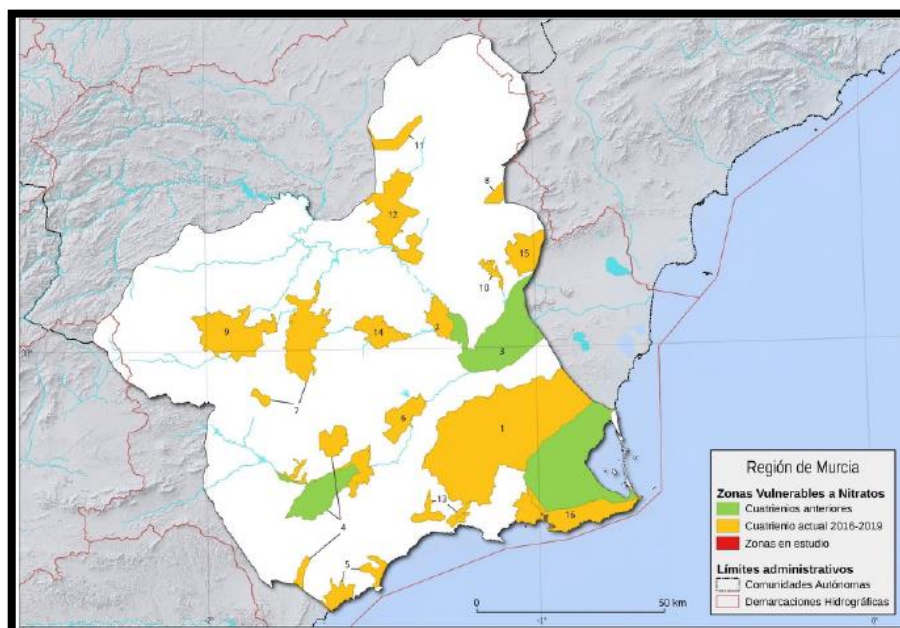 11
8
12
15
10
9
14
2
3
7
6
1
4
13
16
5
Región de Murcia
Zonas Vulnerables a Nitratos
Cuatrienios anteriores
Cuatrienio actual 2016-2019
Zonas en estudio
Límites administrativos
Comunidades Autónomas
Demarcaciones Hidrográficas
0 50 km
-2°
-1°
0°